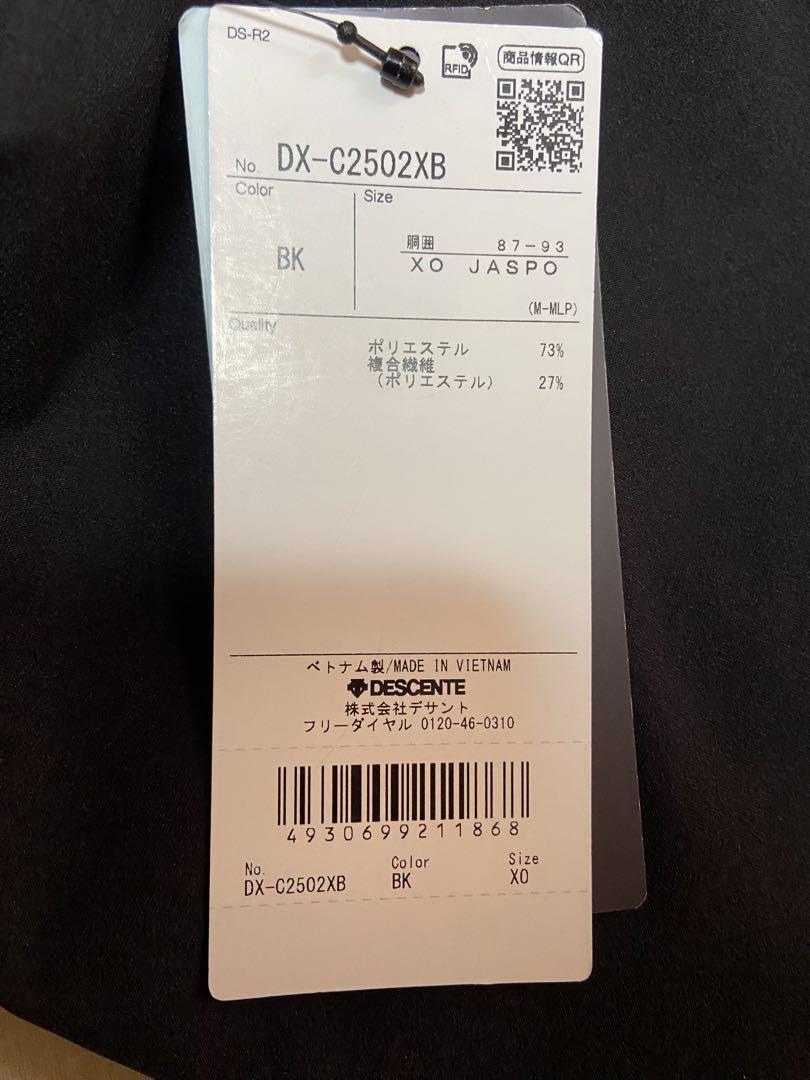 DS-R2
RFID
商品情報QR
No. DX-C2502XB
Color
Size
BK
胴囲 87-93
XO JASPO
(M-MLP)
Quality
ポリエステル 73%
複合繊維
(ポリエステル) 27%
ベトナム製/MADE IN VIETNAM
DESCENTE
株式会社デサント
フリーダイヤル 0120-46-0310
4930699211868
No. Color Size
DX-C2502XB BK XO